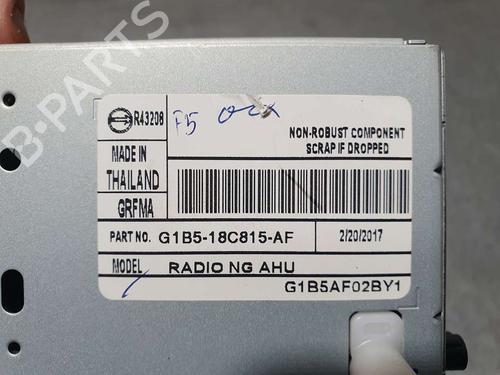 B-PARTS
R43208
F5
NON-ROBUST COMPONENT
SCRAP IF DROPPED
MADE IN
THAILAND
GRFMA
PART NO. G1B5-18C815-AF 2/20/2017
MODEL RADIO NG AHU
G1B5AF02BY1